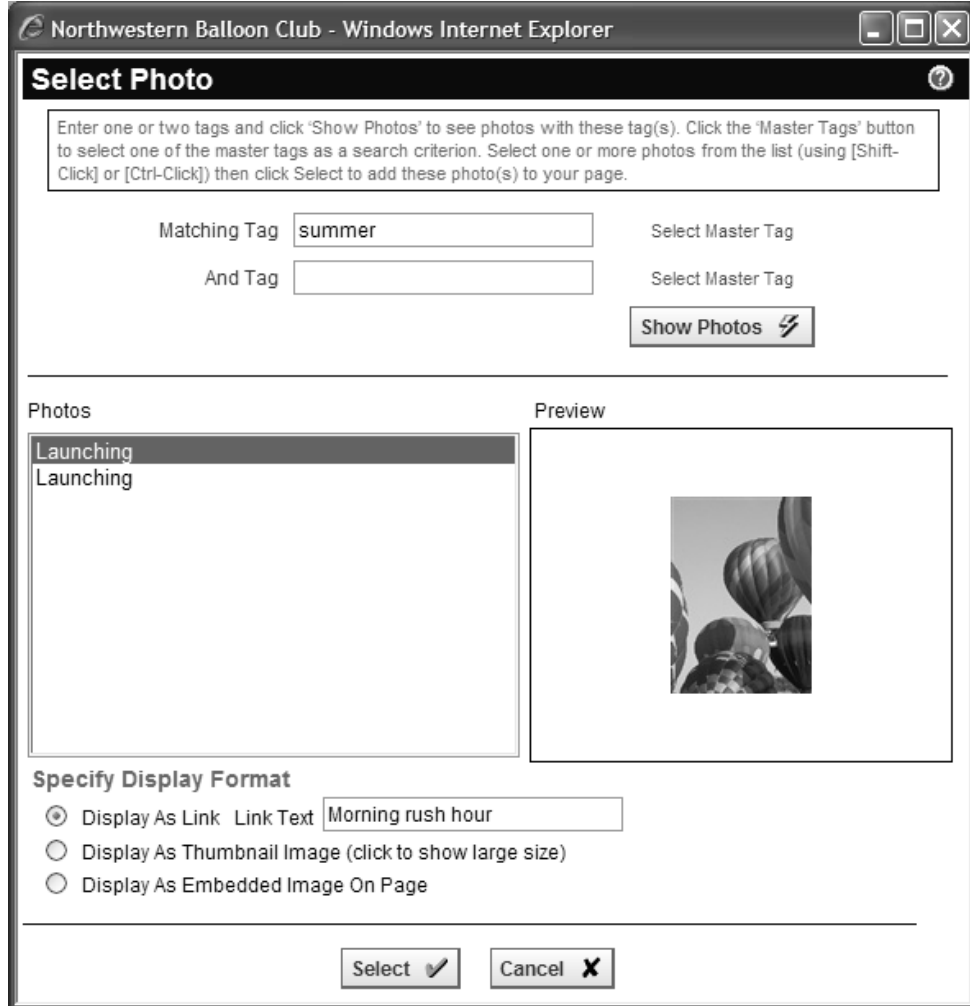 Northwestern Balloon Club - Windows Internet Explorer
Select Photo
Enter one or two tags and click 'Show Photos' to see photos with these tag(s). Click the 'Master Tags' button
to select one of the master tags as a search criterion. Select one or more photos from the list (using [Shift-
Click] or [Ctrl-Click]) then click Select to add these photo(s) to your page.
Matching Tag summer Select Master Tag
And Tag Select Master Tag
Show Photos
Photos Preview
Launching
Launching
Specify Display Format
Display As Link Link Text Morning rush hour
Display As Thumbnail Image (click to show large size)
Display As Embedded Image On Page
Select Cancel